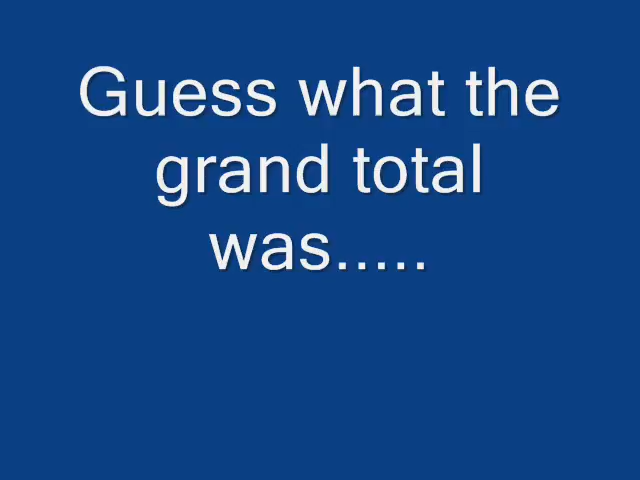 Guess what the
grand total
was.....